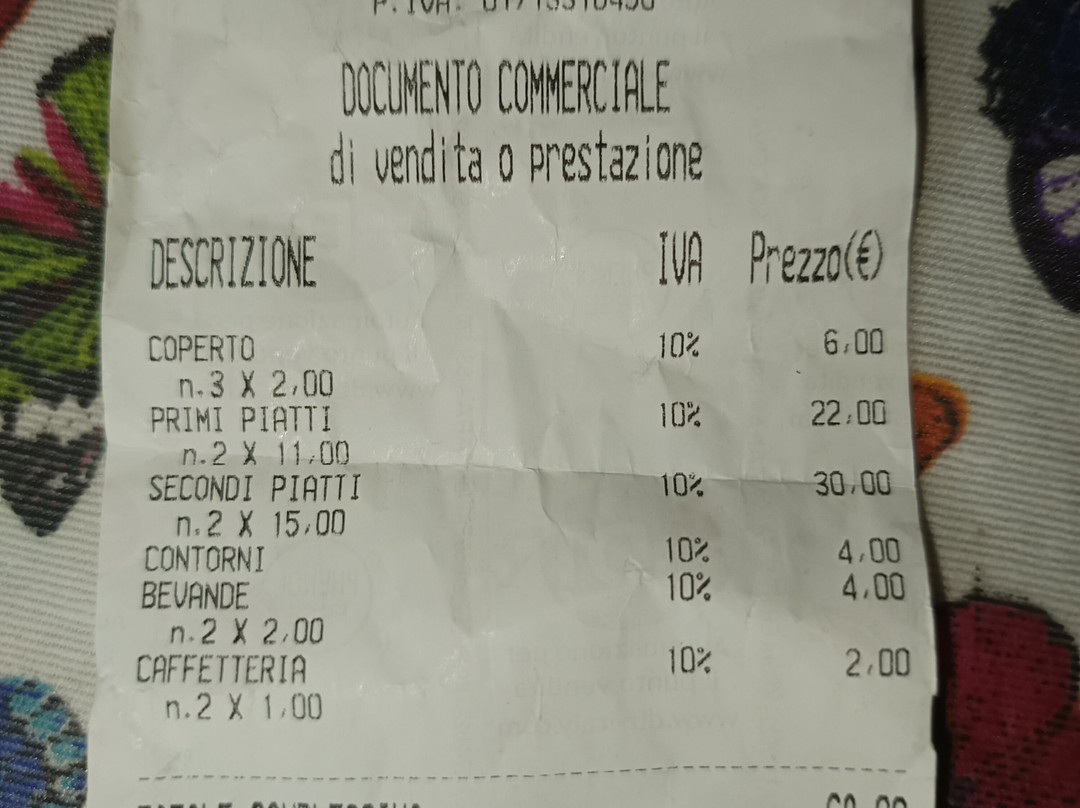 DOCUMENTO COMMERCIALE
di vendita o prestazione
DESCRIZIONE IVA Prezzo(€)
COPERTO 10% 6,00
n.3 X 2,00
PRIMI PIATTI 10% 22,00
n.2 X 11,00
SECONDI PIATTI 10% 30,00
n.2 X 15,00
CONTORNI 10% 4,00
BEVANDE 10% 4,00
n.2 X 2,00
CAFFETTERIA 10% 2,00
n.2 X 1,00